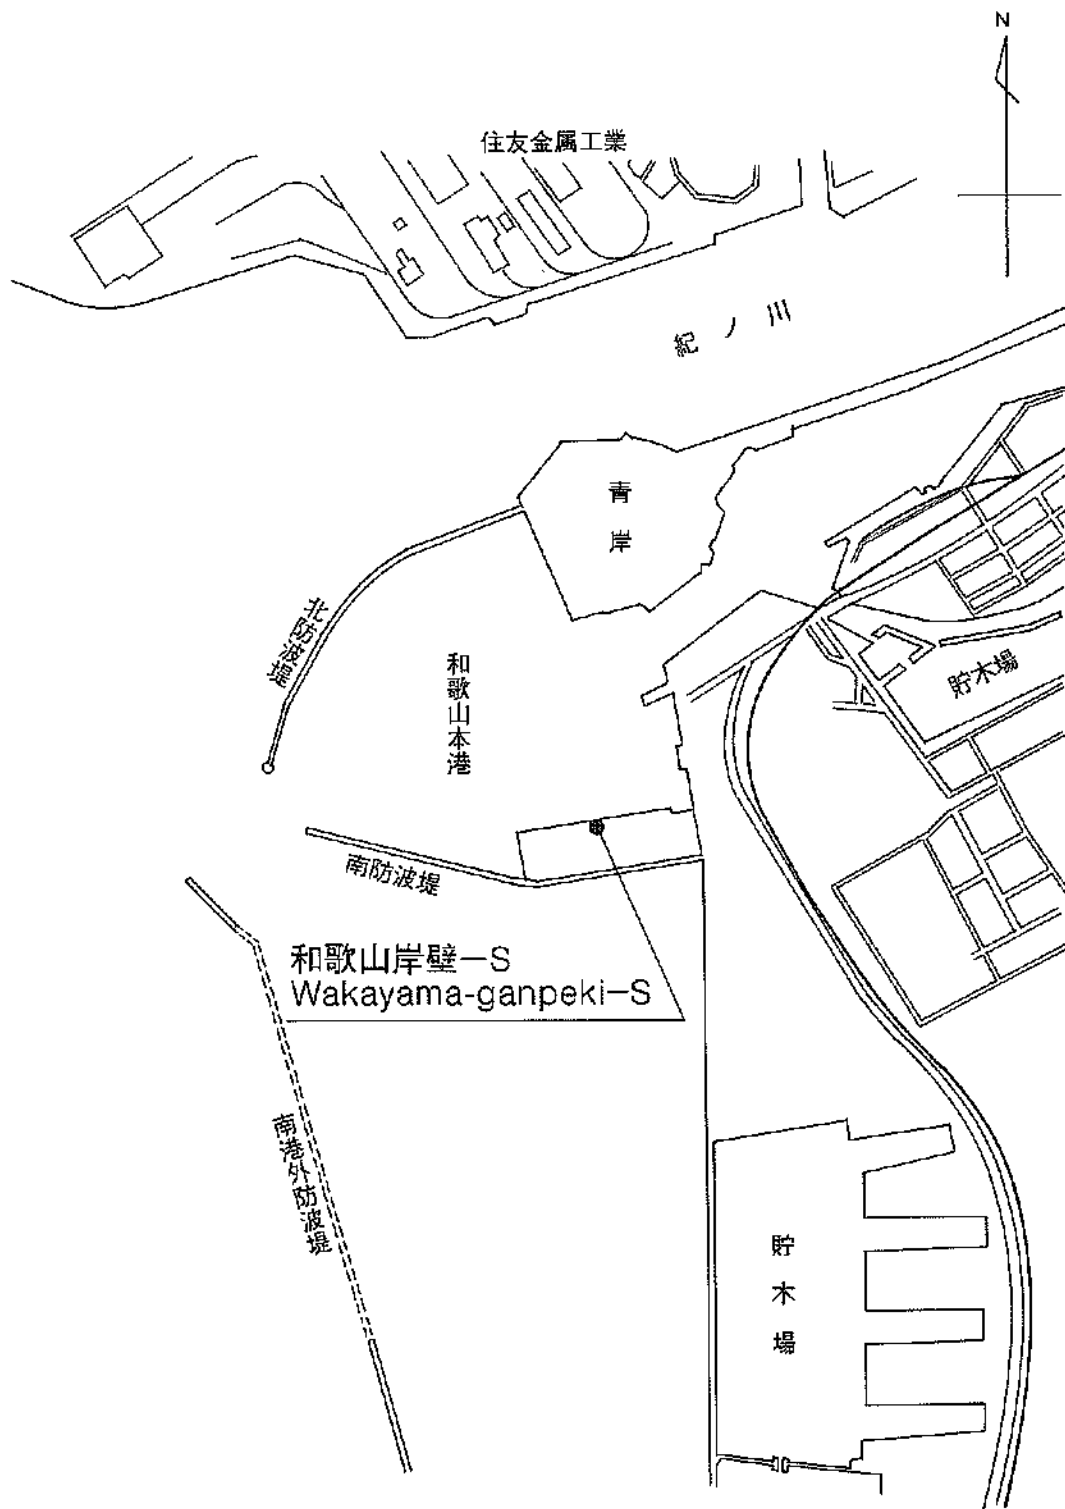 N
住友金属工業
紀ノ川
青岸
北防波堤
和歌山本港
貯木場
南防波堤
和歌山岸壁−S
Wakayama-ganpeki−S
南港外防波堤
貯木場